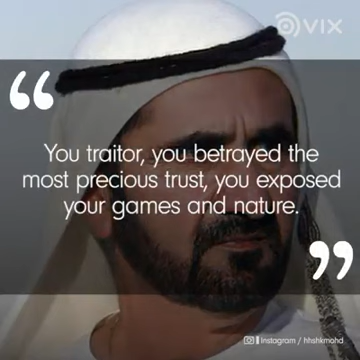 VIX
“
You traitor, you betrayed the
most precious trust, you exposed
your games and nature.
”
Instagram / hhshkmohd